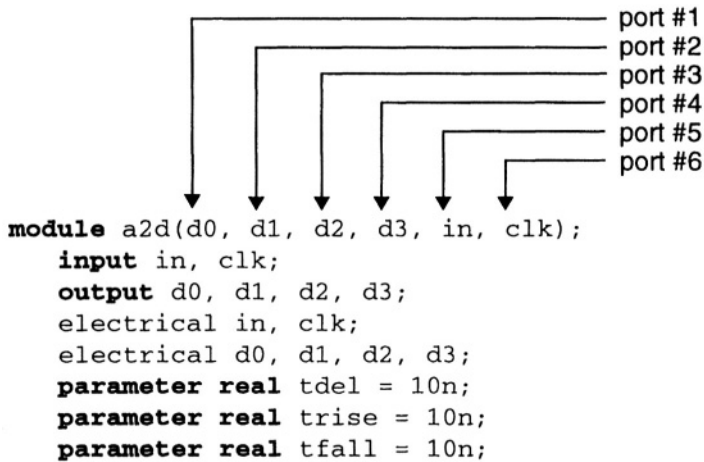 port #1
port #2
port #3
port #4
port #5
port #6
module a2d(d0, d1, d2, d3, in, clk);
input in, clk;
output d0, d1, d2, d3;
electrical in, clk;
electrical d0, d1, d2, d3;
parameter real tdel = 10n;
parameter real trise = 10n;
parameter real tfall = 10n;